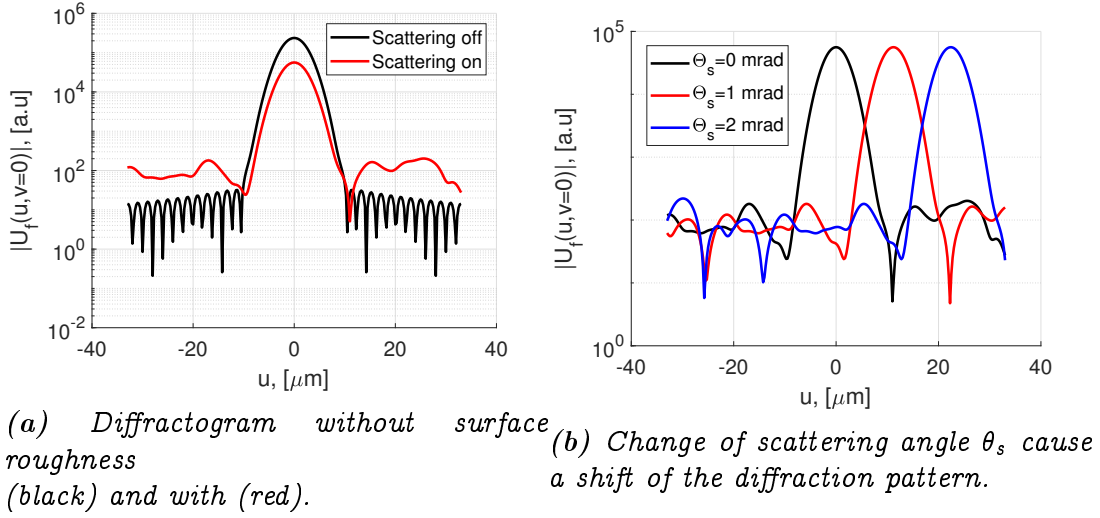 10^6
10^4
10^2
10^0
10^-2
-40
-20
0
20
40
|U_f(u,v=0)|, [a.u]
u, [μm]
Scattering off
Scattering on
(a) Diffractogram without surface
roughness
(black) and with (red).
10^5
10^0
-40
-20
0
20
40
|U_f(u,v=0)|, [a.u]
u, [μm]
Θ_s=0 mrad
Θ_s=1 mrad
Θ_s=2 mrad
(b) Change of scattering angle θ_s cause
a shift of the diffraction pattern.